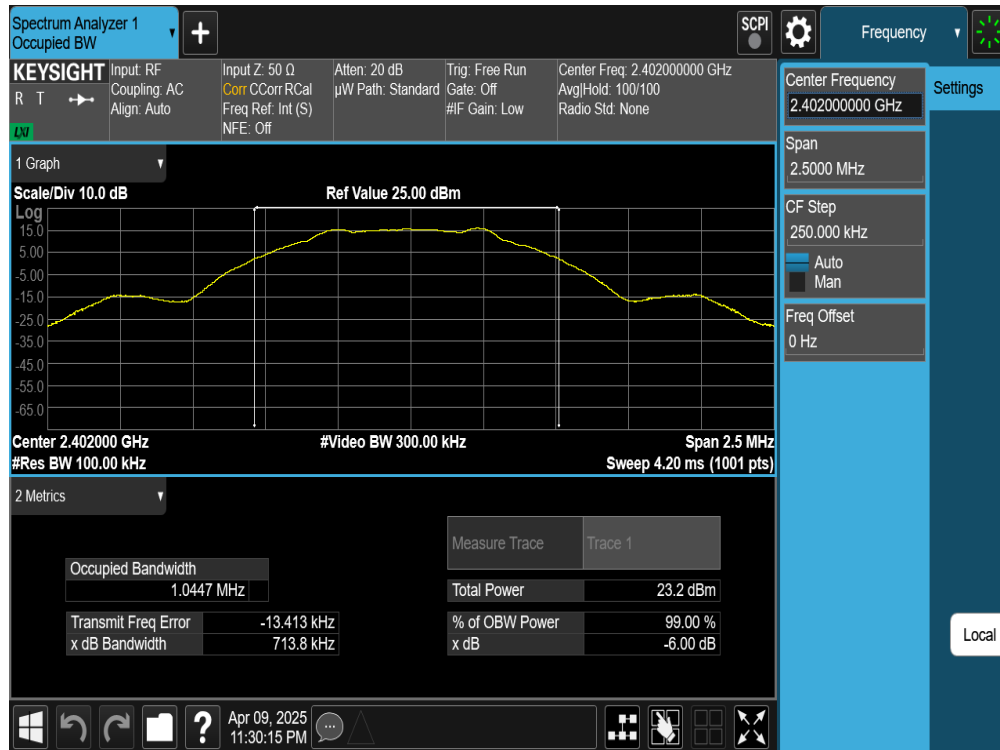 Spectrum Analyzer 1
Occupied BW
+
SCPI
Frequency
KEYSIGHT
R T
LXI
Input: RF
Coupling: AC
Align: Auto
Input Z: 50 Ω
Corr CCorr RCal
Freq Ref: Int (S)
NFE: Off
Atten: 20 dB
µW Path: Standard
Trig: Free Run
Gate: Off
#IF Gain: Low
Center Freq: 2.402000000 GHz
Avg|Hold: 100/100
Radio Std: None
Center Frequency
2.402000000 GHz
Settings
Span
2.5000 MHz
CF Step
250.000 kHz
Auto
Man
Freq Offset
0 Hz
1 Graph
Scale/Div 10.0 dB
Ref Value 25.00 dBm
Log
15.0
5.00
-5.00
-15.0
-25.0
-35.0
-45.0
-55.0
-65.0
Center 2.402000 GHz
#Video BW 300.00 kHz
Span 2.5 MHz
#Res BW 100.00 kHz
Sweep 4.20 ms (1001 pts)
2 Metrics
Measure Trace
Trace 1
Occupied Bandwidth
1.0447 MHz
Total Power
23.2 dBm
Transmit Freq Error
-13.413 kHz
% of OBW Power
99.00 %
x dB Bandwidth
713.8 kHz
x dB
-6.00 dB
Local
?
Apr 09, 2025
11:30:15 PM